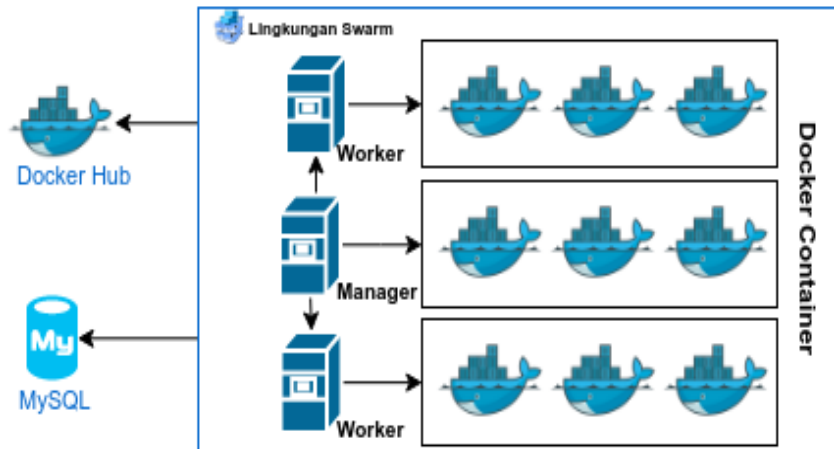 Lingkungan Swarm
Worker
Docker Hub
Manager
My
MySQL
Worker
Docker Container